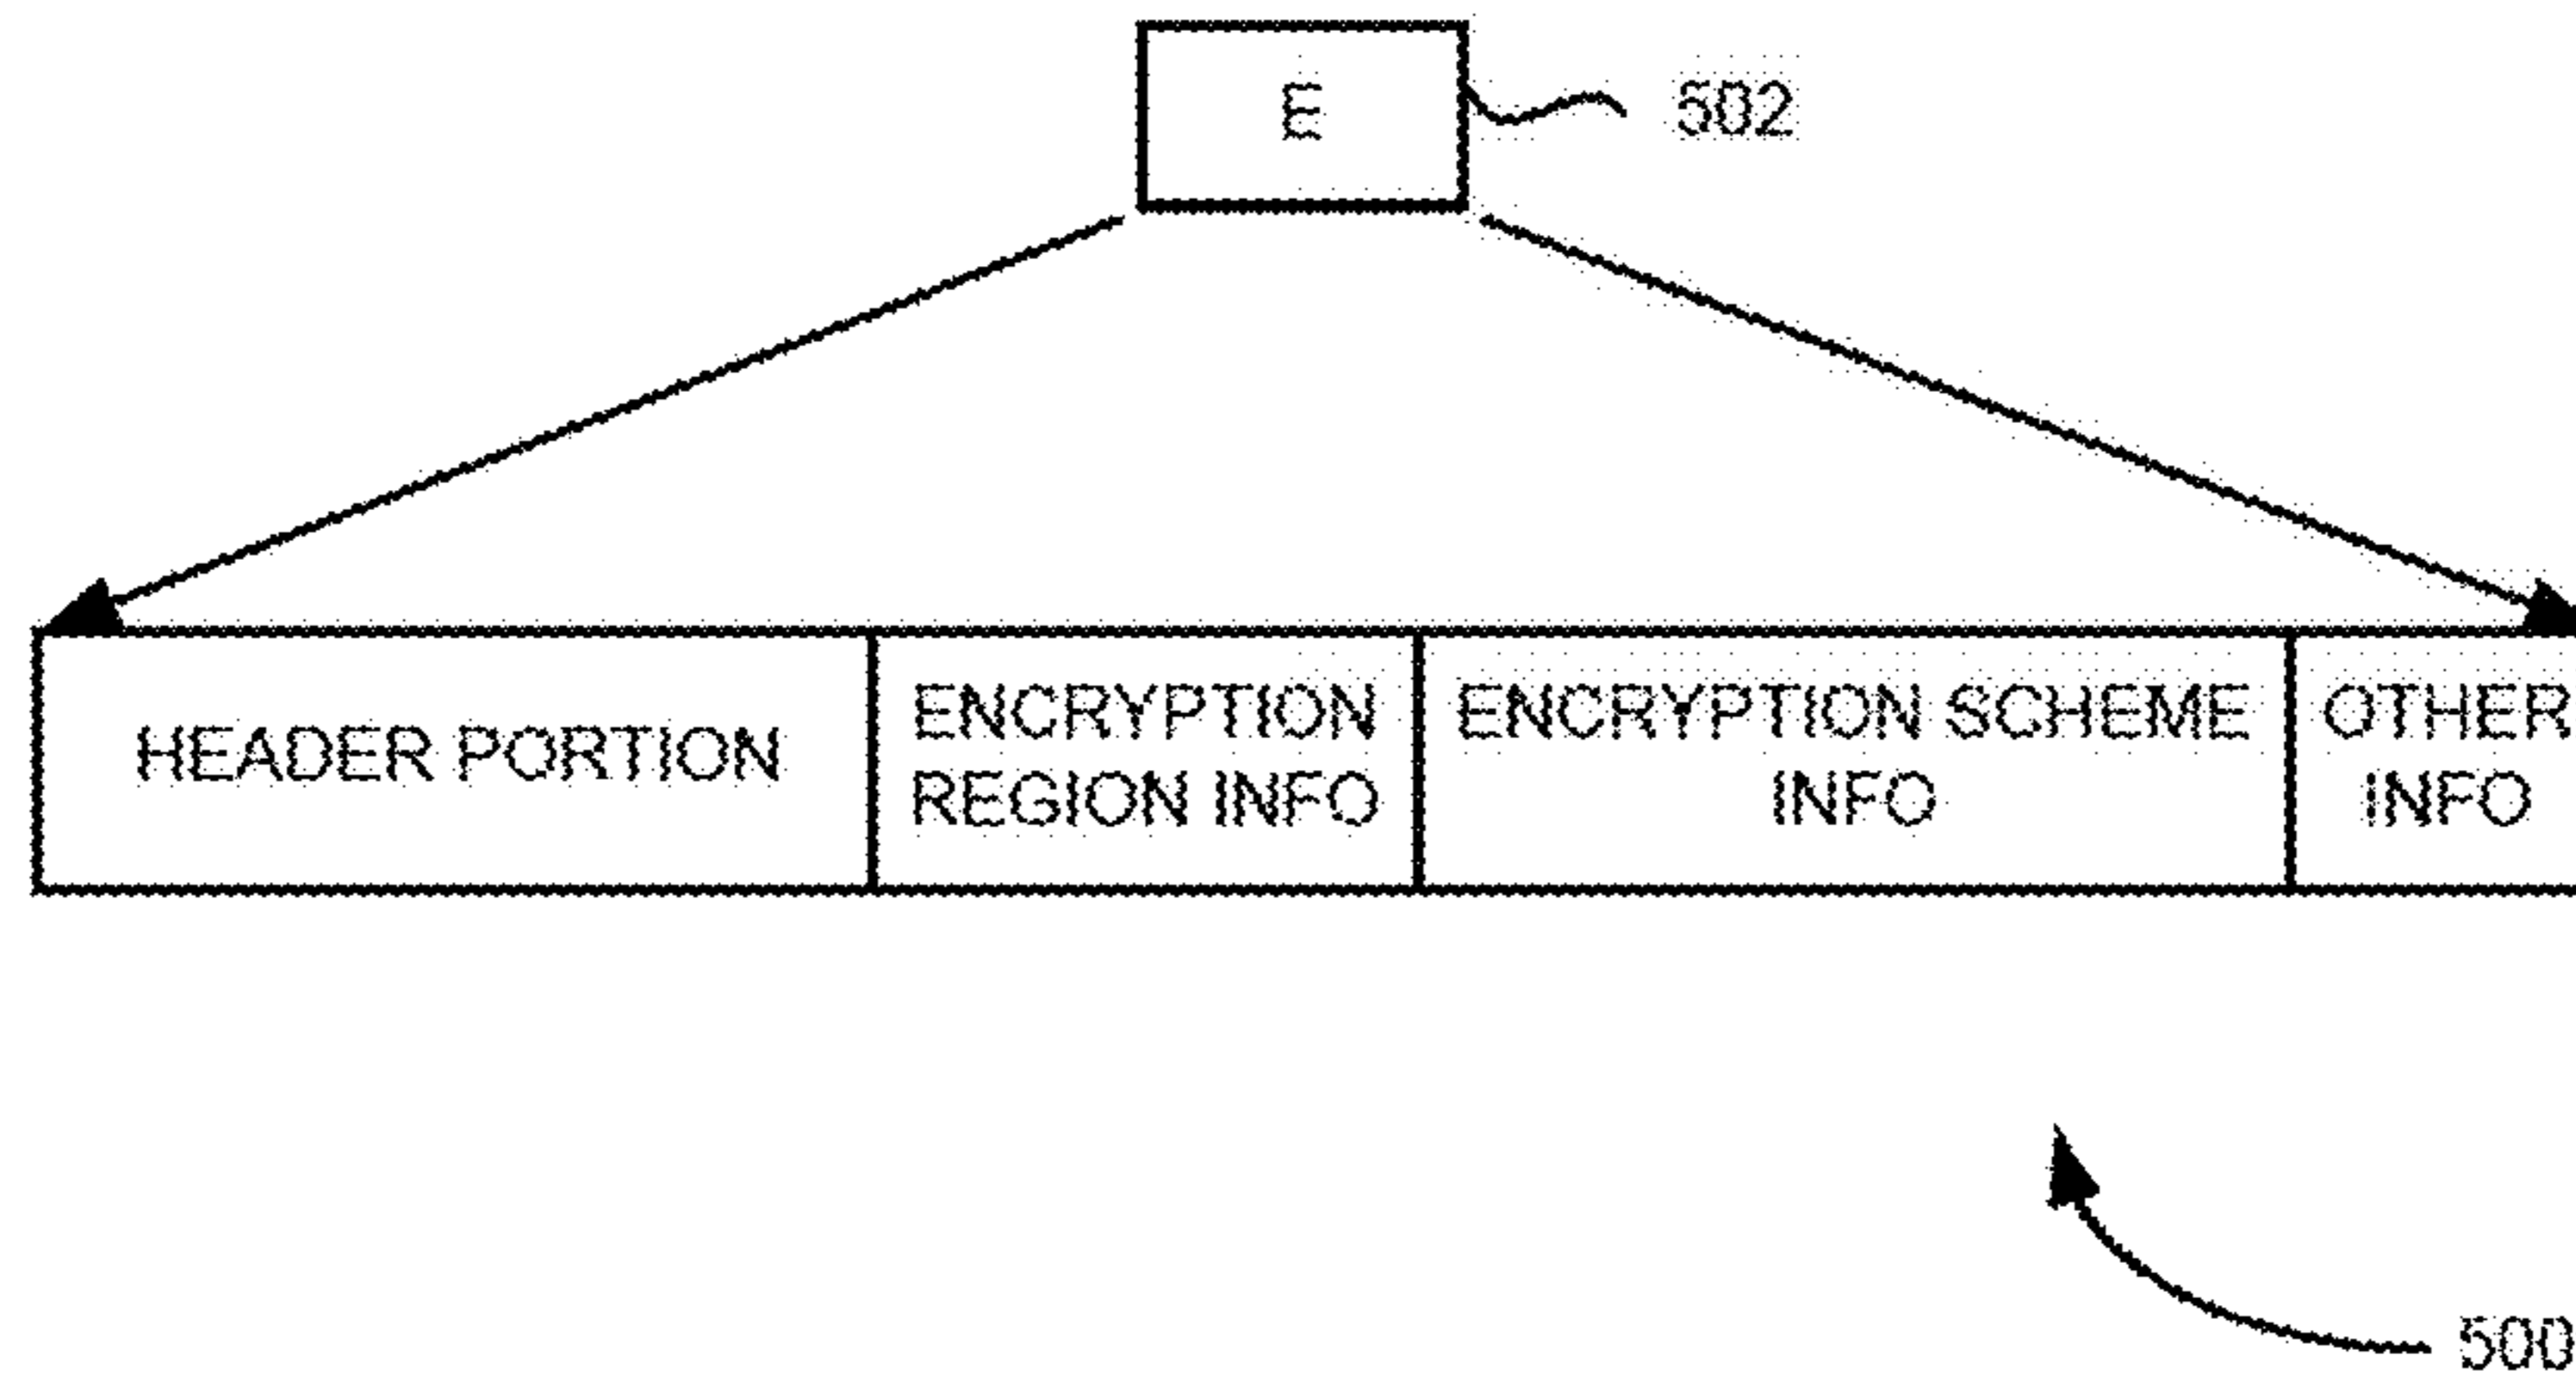 E
502
HEADER PORTION
ENCRYPTION
REGION INFO
ENCRYPTION SCHEME
INFO
OTHER
INFO
500